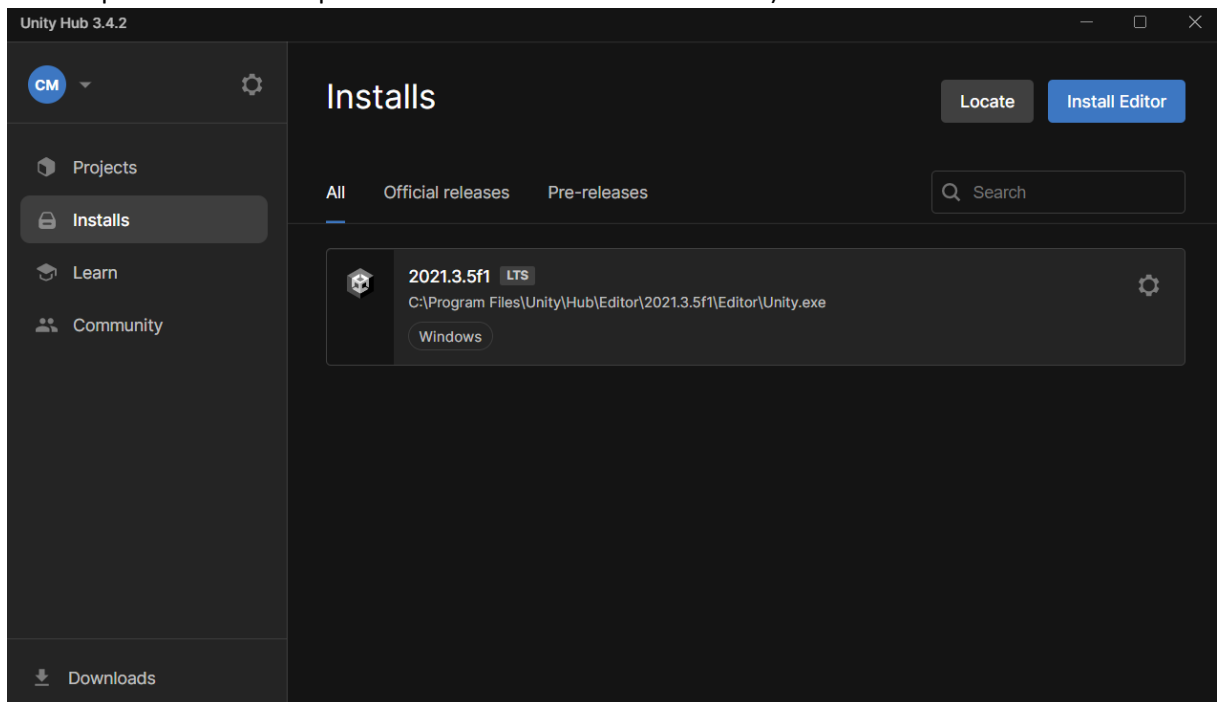 Unity Hub 3.4.2
CM
Installs
Locate
Install Editor
Projects
Installs
Learn
Community
All Official releases Pre-releases
Search
2021.3.5f1 LTS
C:\Program Files\Unity\Hub\Editor\2021.3.5f1\Editor\Unity.exe
Windows
Downloads